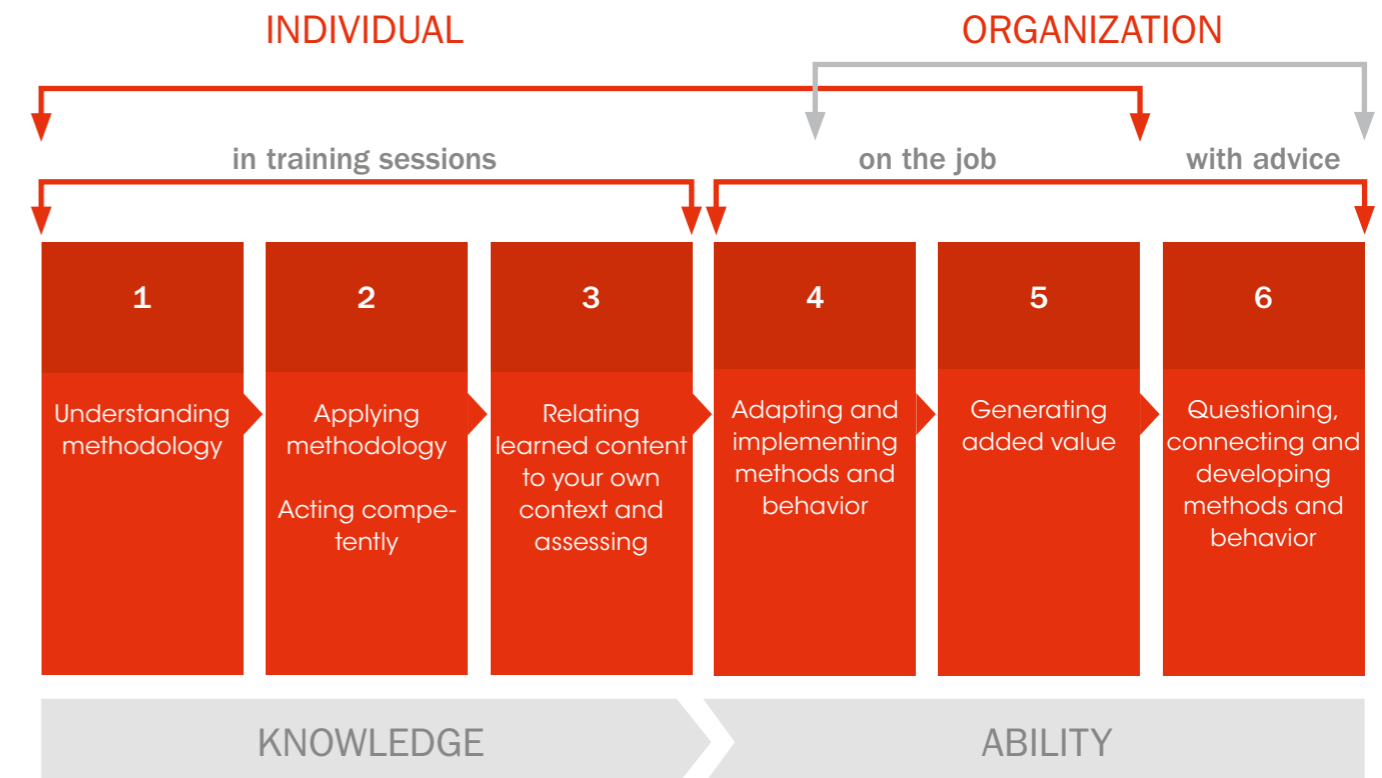 INDIVIDUAL
ORGANIZATION
in training sessions
on the job
with advice
1
2
3
4
5
6
Understanding
methodology
Applying
methodology
Acting compe-
tently
Relating
learned content
to your own
context and
assessing
Adapting and
implementing
methods and
behavior
Generating
added value
Questioning,
connecting and
developing
methods and
behavior
KNOWLEDGE
ABILITY